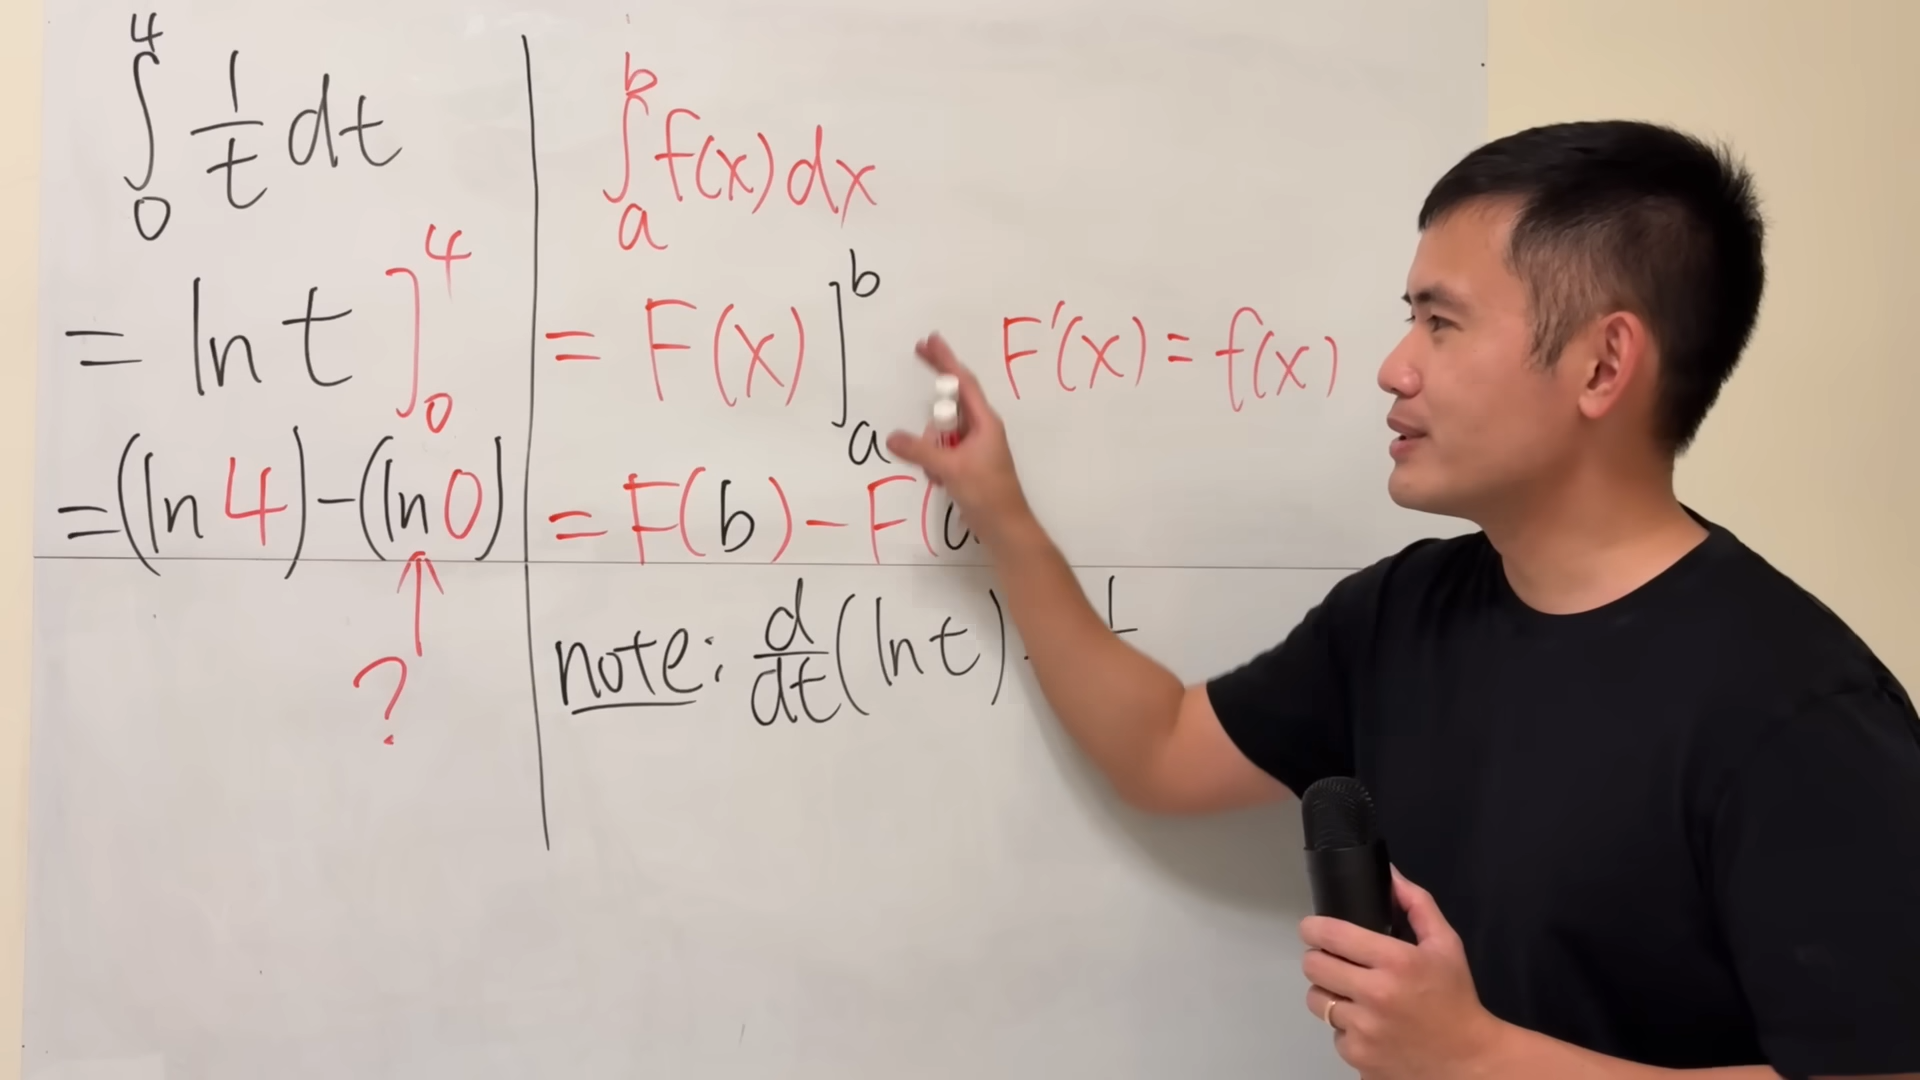 ∫₀⁴ 1/t dt
= ln t ]₀⁴
= (ln 4) - (ln 0)
↑
?
∫ₐᵇ f(x) dx
= F(x) ]ₐᵇ F'(x) = f(x)
= F(b) - F(a
note: d/dt (ln t)